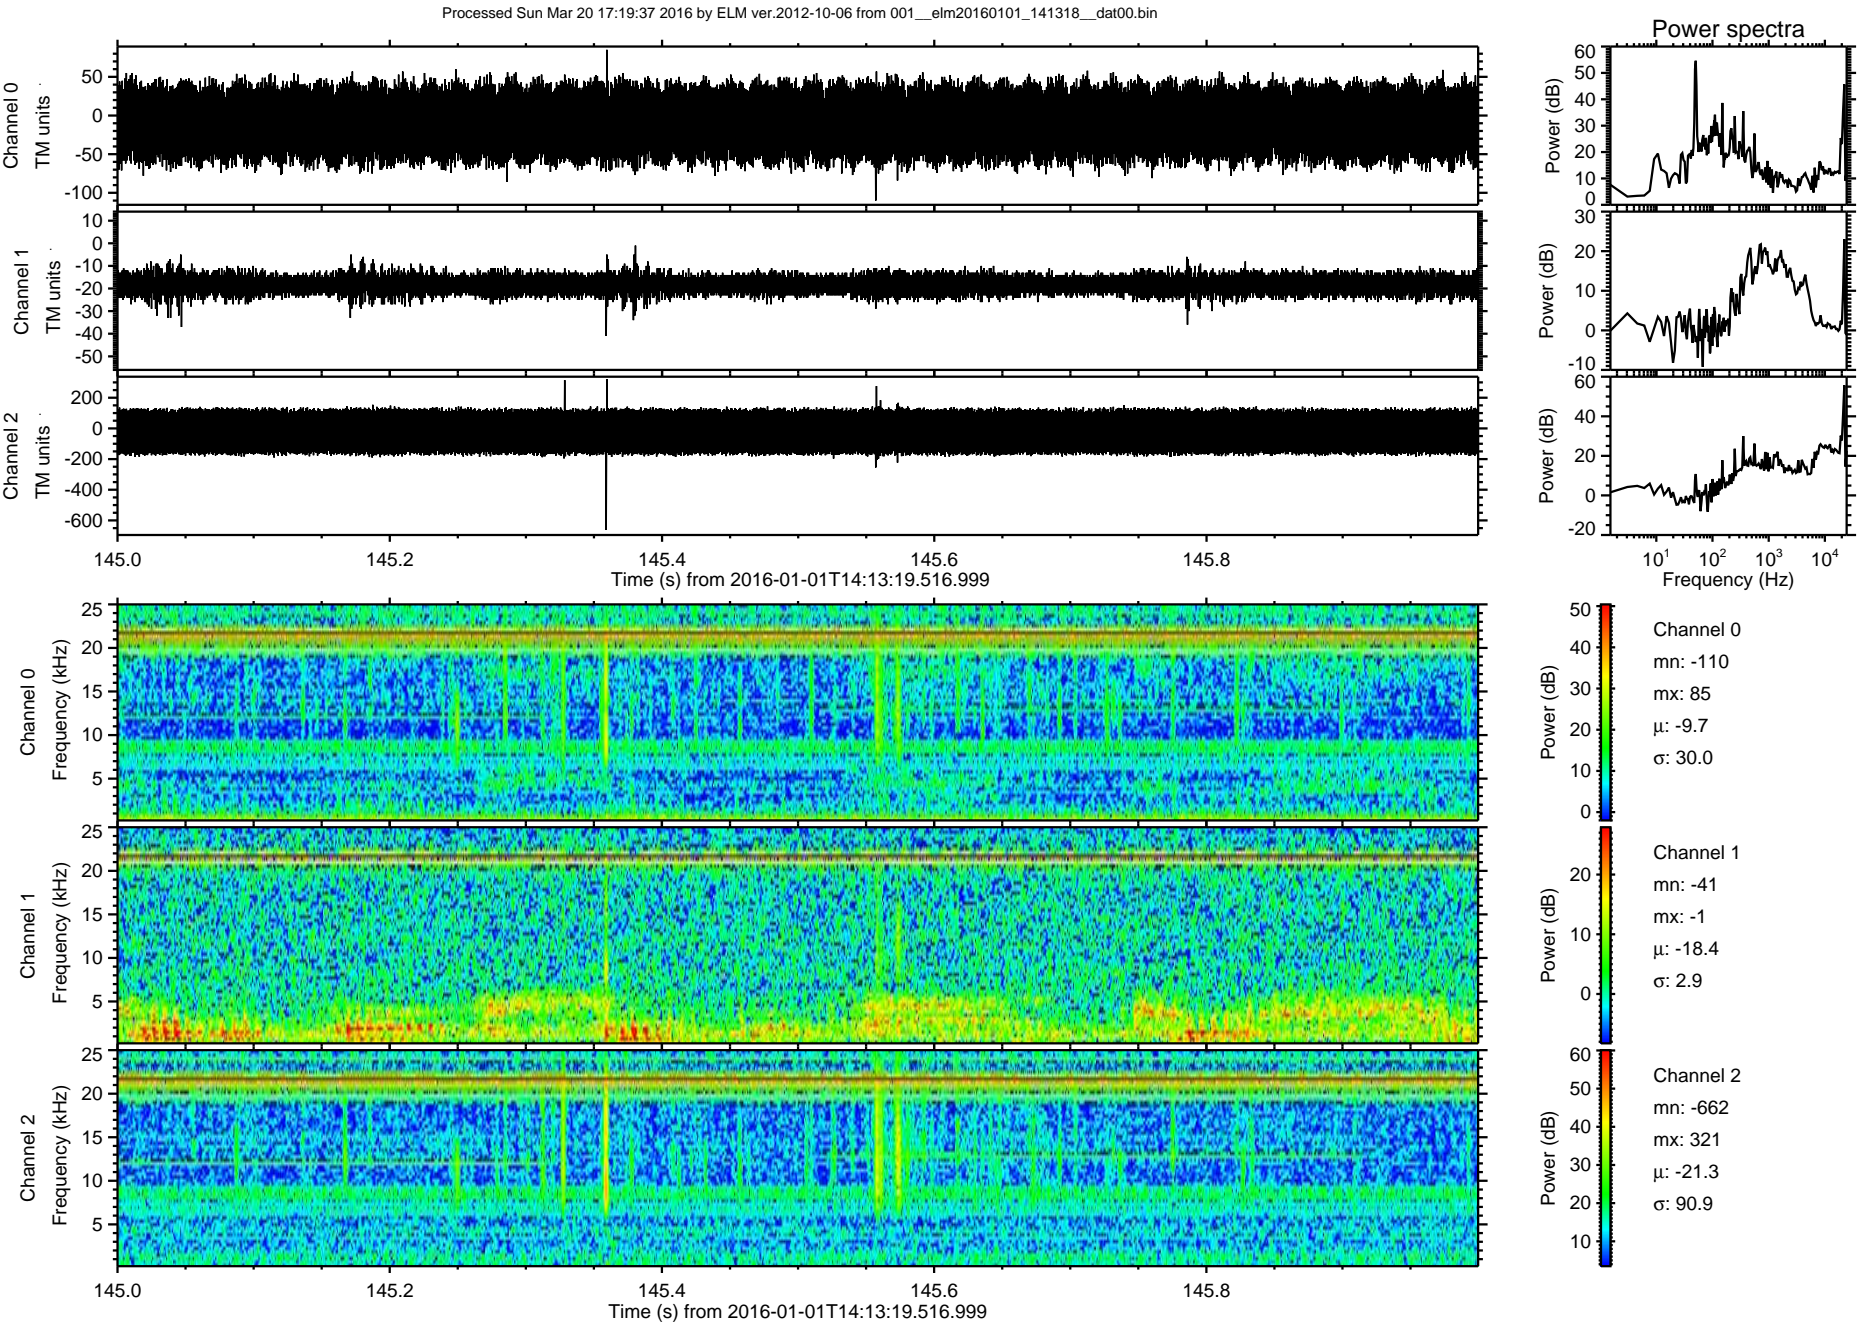 Processed Sun Mar 20 17:19:37 2016 by ELM ver.2012-10-06 from 001__elm20160101_141318__dat00.bin
Power spectra
Channel 0
TM units
50
0
-50
-100
Power (dB)
60
50
40
30
20
10
0
Channel 1
TM units
10
0
-10
-20
-30
-40
-50
Power (dB)
30
20
10
0
-10
Channel 2
TM units
200
0
-200
-400
-600
Power (dB)
60
40
20
0
-20
145.0 145.2 145.4 145.6 145.8
Time (s) from 2016-01-01T14:13:19.516.999
10^1 10^2 10^3 10^4
Frequency (Hz)
Channel 0
Frequency (kHz)
25
20
15
10
5
Power (dB)
50
40
30
20
10
0
Channel 0
mn: -110
mx: 85
µ: -9.7
σ: 30.0
Channel 1
Frequency (kHz)
25
20
15
10
5
Power (dB)
20
10
0
Channel 1
mn: -41
mx: -1
µ: -18.4
σ: 2.9
Channel 2
Frequency (kHz)
25
20
15
10
5
Power (dB)
60
50
40
30
20
10
Channel 2
mn: -662
mx: 321
µ: -21.3
σ: 90.9
145.0 145.2 145.4 145.6 145.8
Time (s) from 2016-01-01T14:13:19.516.999